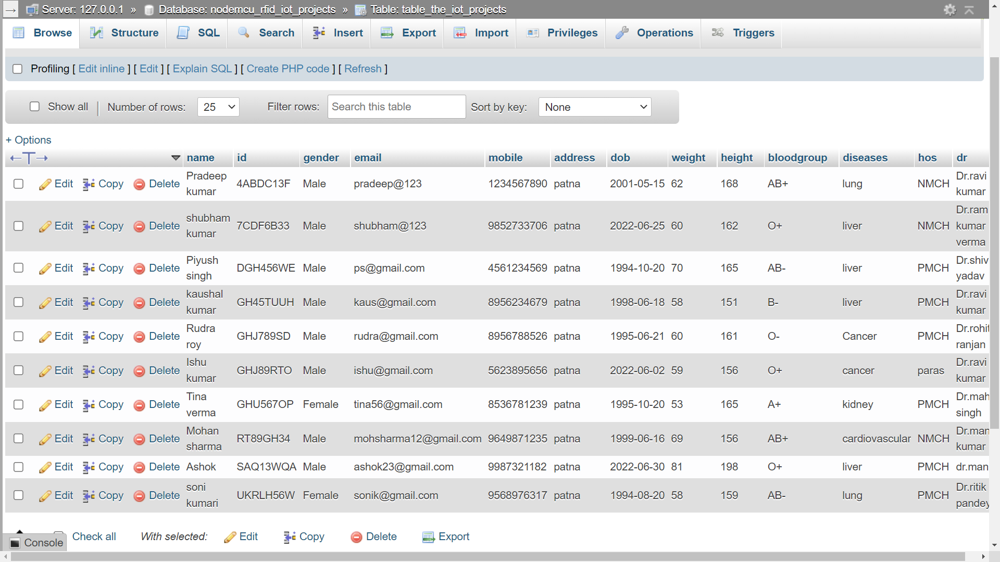 Server: 127.0.0.1 » Database: nodemcu_rfid_iot_projects » Table: table_the_iot_projects
Browse Structure SQL Search Insert Export Import Privileges Operations Triggers
Profiling [ Edit inline ] [ Edit ] [ Explain SQL ] [ Create PHP code ] [ Refresh ]
Show all Number of rows: 25 Filter rows: Search this table Sort by key: None
+ Options
←T→ name id gender email mobile address dob weight height bloodgroup diseases hos dr
Edit Copy Delete Pradeep kumar 4ABDC13F Male pradeep@123 1234567890 patna 2001-05-15 62 168 AB+ lung NMCH Dr.ravi kumar
Edit Copy Delete shubham kumar 7CDF6B33 Male shubham@123 9852733706 patna 2022-06-25 60 162 O+ liver NMCH Dr.ram kumar verma
Edit Copy Delete Piyush singh DGH456WE Male ps@gmail.com 4561234569 patna 1994-10-20 70 165 AB- liver PMCH Dr.shiv yadav
Edit Copy Delete kaushal kumar GH45TUUH Male kaus@gmail.com 8956234679 patna 1998-06-18 58 151 B- liver PMCH Dr.ravi kumar
Edit Copy Delete Rudra roy GHJ789SD Male rudra@gmail.com 8956788526 patna 1995-06-21 60 161 O- Cancer PMCH Dr.rohit ranjan
Edit Copy Delete Ishu kumar GHJ89RTO Male ishu@gmail.com 5623895656 patna 2022-06-02 59 156 O+ cancer paras Dr.ravi kumar
Edit Copy Delete Tina verma GHU567OP Female tina56@gmail.com 8536781239 patna 1995-10-20 53 165 A+ kidney PMCH Dr.mah singh
Edit Copy Delete Mohan sharma RT89GH34 Male mohsharma12@gmail.com 9649871235 patna 1999-06-16 69 156 AB+ cardiovascular NMCH Dr.man kumar
Edit Copy Delete Ashok SAQ13WQA Male ashok23@gmail.com 9987321182 patna 2022-06-30 81 198 O+ liver PMCH dr.man
Edit Copy Delete soni kumari UKRLH56W Female sonik@gmail.com 9568976317 patna 1994-08-20 58 159 AB- lung PMCH Dr.ritik pandey
Check all With selected: Edit Copy Delete Export
Console